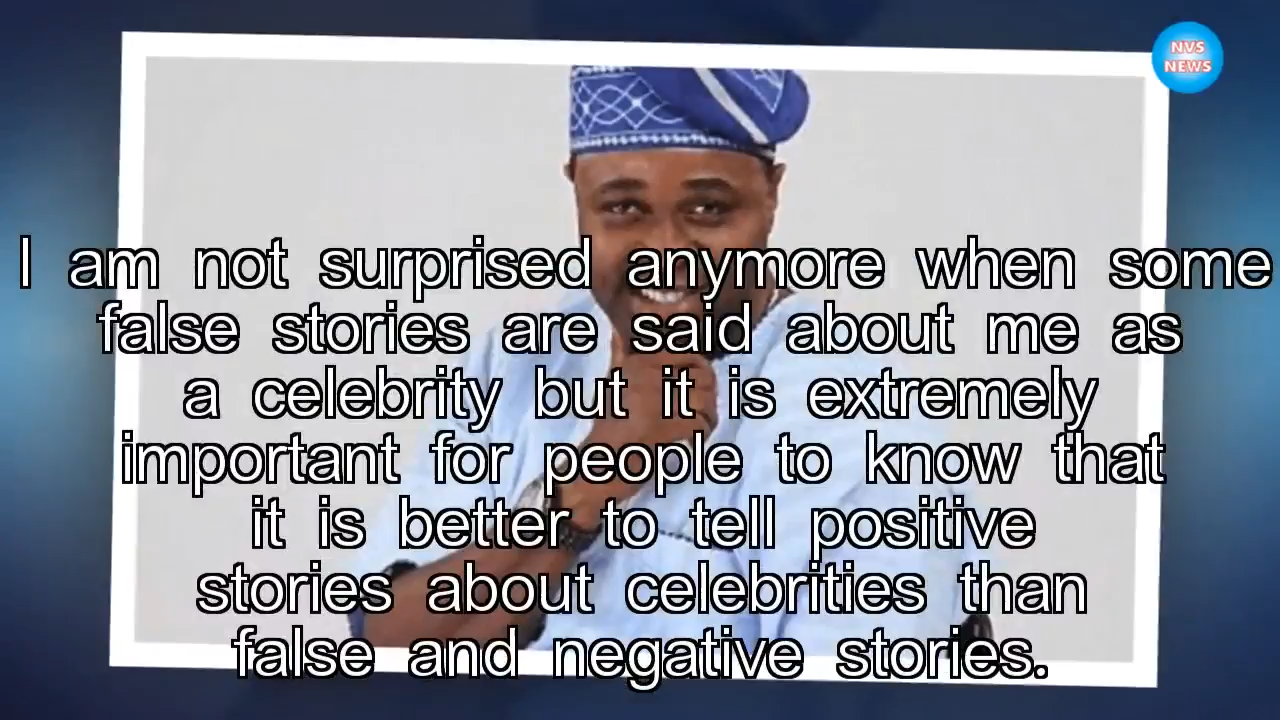 NVS
NEWS
I am not surprised anymore when some
false stories are said about me as
a celebrity but it is extremely
important for people to know that
it is better to tell positive
stories about celebrities than
false and negative stories.